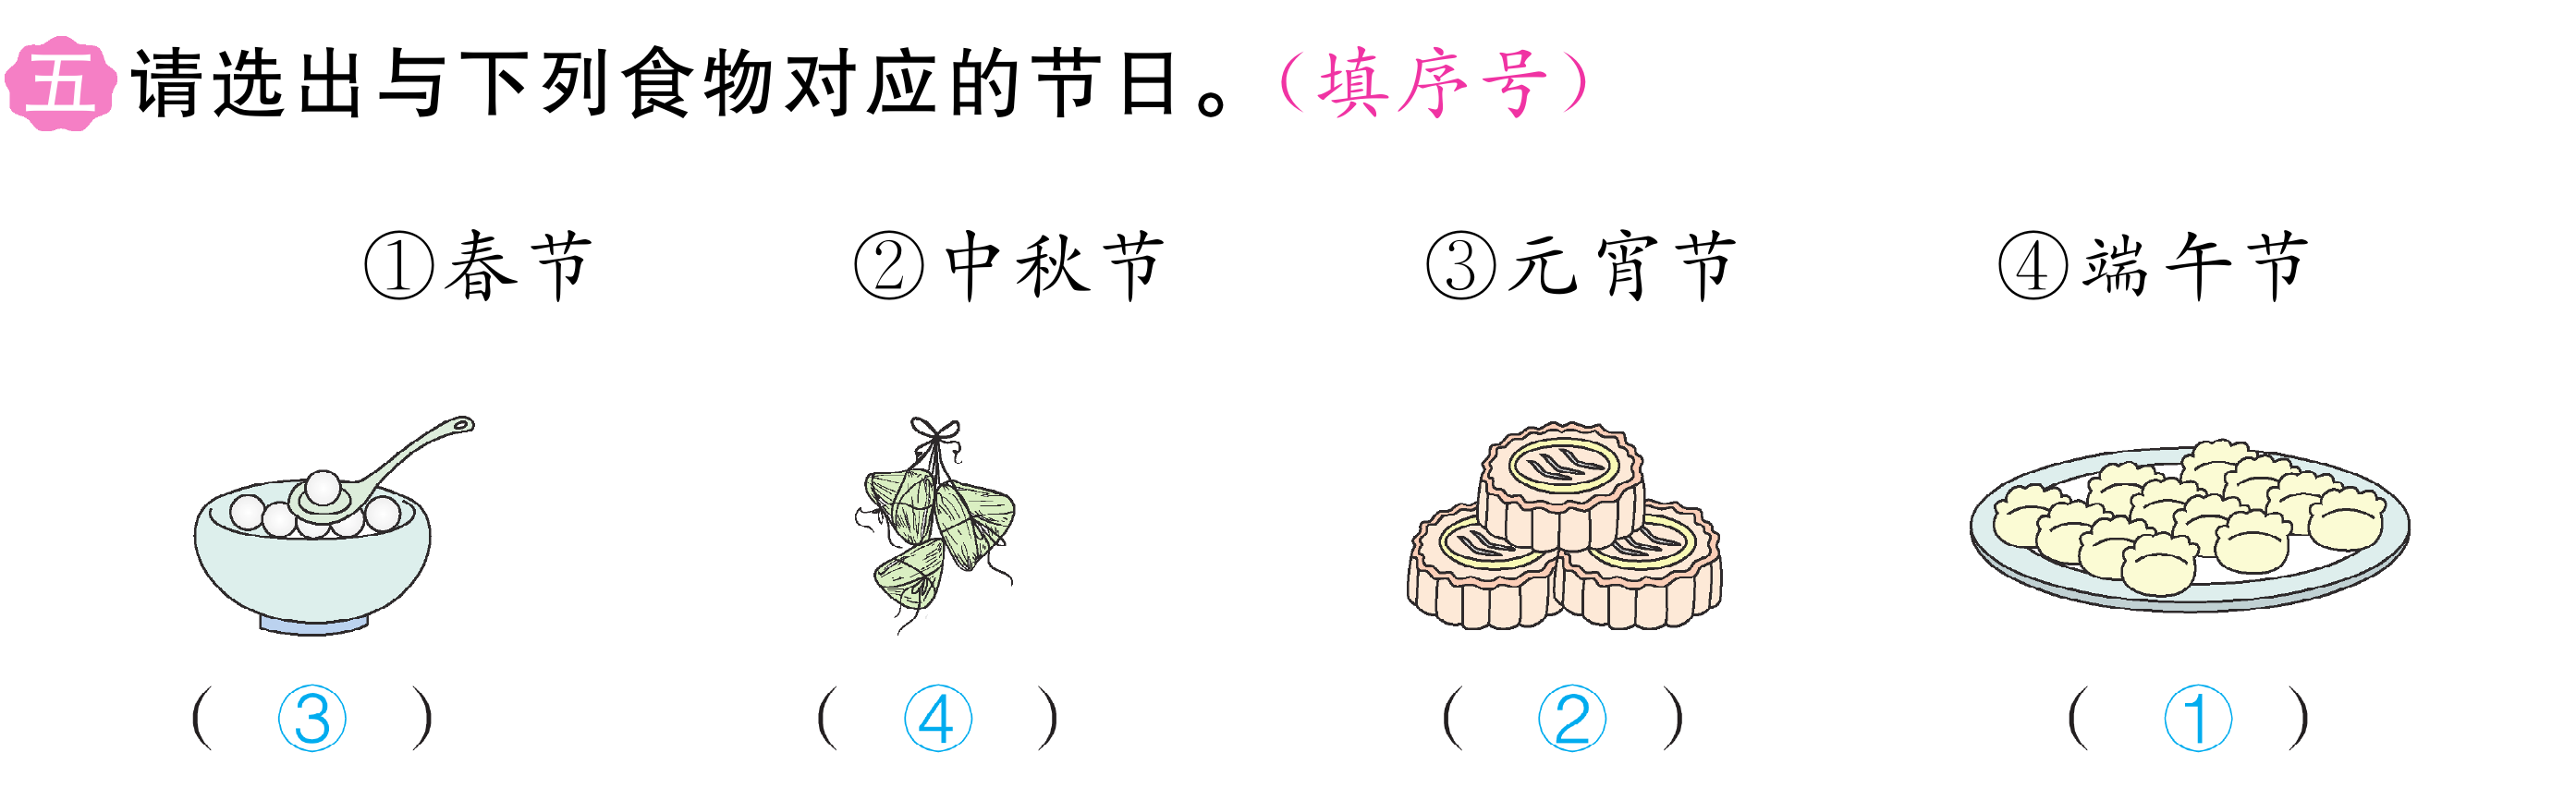 五 请选出与下列食物对应的节日。（填序号）
①春节 ②中秋节 ③元宵节 ④端午节
（ ③ ） （ ④ ） （ ② ） （ ① ）